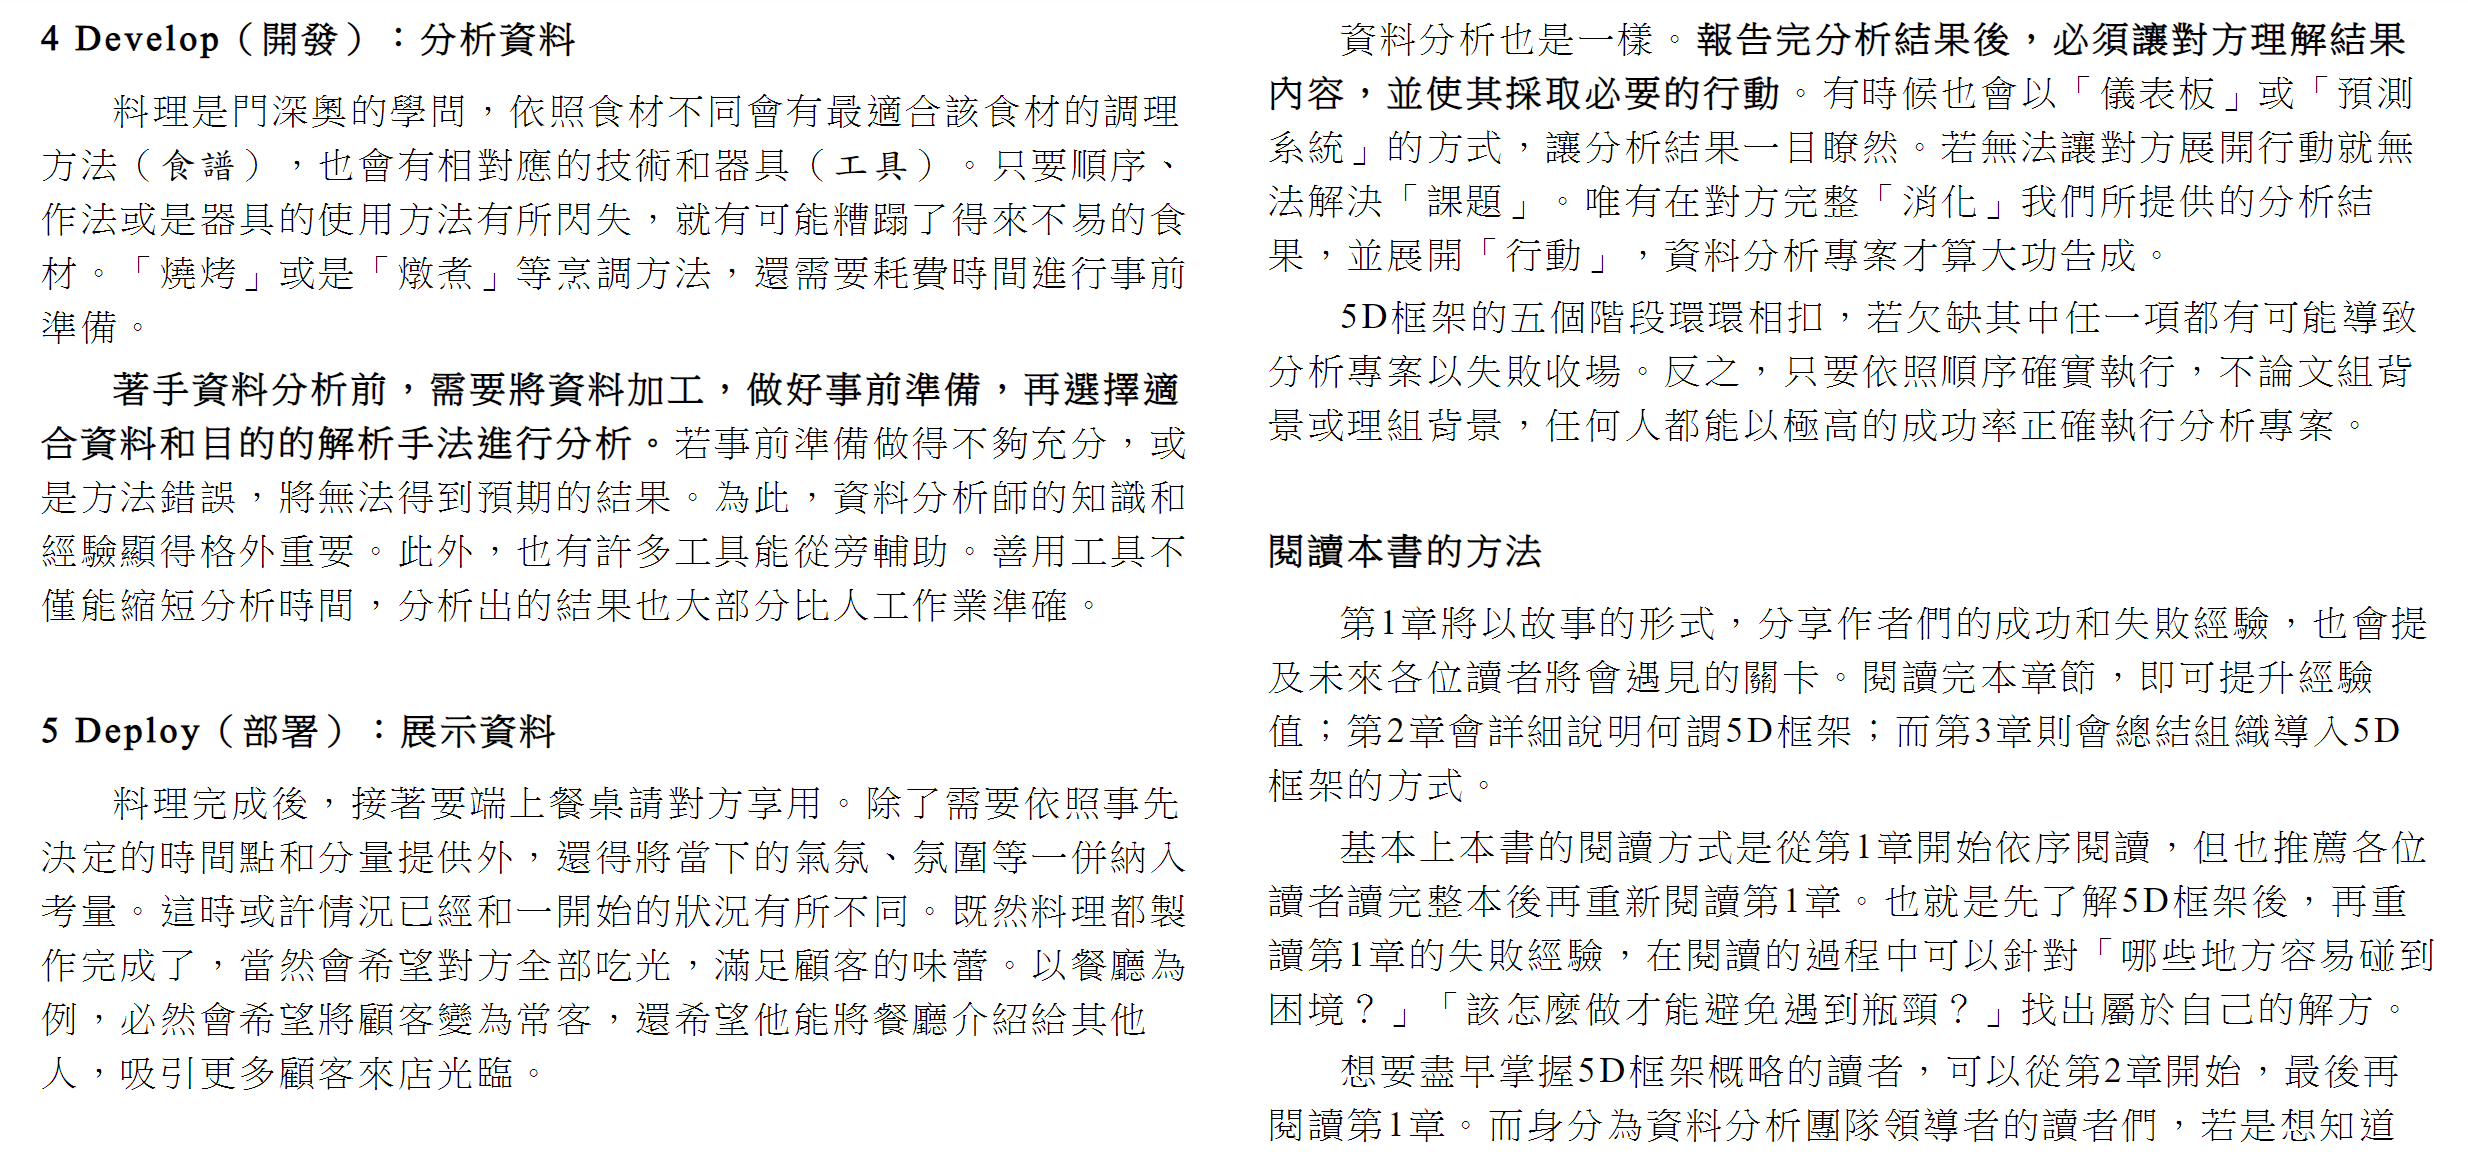 4 Develop（開發）：分析資料
料理是門深奧的學問，依照食材不同會有最適合該食材的調理
方法（食譜），也會有相對應的技術和器具（工具）。只要順序、
作法或是器具的使用方法有所閃失，就有可能糟蹋了得來不易的食
材。「燒烤」或是「燉煮」等烹調方法，還需要耗費時間進行事前
準備。
著手資料分析前，需要將資料加工，做好事前準備，再選擇適
合資料和目的的解析手法進行分析。若事前準備做得不夠充分，或
是方法錯誤，將無法得到預期的結果。為此，資料分析師的知識和
經驗顯得格外重要。此外，也有許多工具能從旁輔助。善用工具不
僅能縮短分析時間，分析出的結果也大部分比人工作業準確。
5 Deploy（部署）：展示資料
料理完成後，接著要端上餐桌請對方享用。除了需要依照事先
決定的時間點和分量提供外，還得將當下的氣氛、氛圍等一併納入
考量。這時或許情況已經和一開始的狀況有所不同。既然料理都製
作完成了，當然會希望對方全部吃光，滿足顧客的味蕾。以餐廳為
例，必然會希望將顧客變為常客，還希望他能將餐廳介紹給其他
人，吸引更多顧客來店光臨。
資料分析也是一樣。報告完分析結果後，必須讓對方理解結果
內容，並使其採取必要的行動。有時候也會以「儀表板」或「預測
系統」的方式，讓分析結果一目瞭然。若無法讓對方展開行動就無
法解決「課題」。唯有在對方完整「消化」我們所提供的分析結
果，並展開「行動」，資料分析專案才算大功告成。
5D框架的五個階段環環相扣，若欠缺其中任一項都有可能導致
分析專案以失敗收場。反之，只要依照順序確實執行，不論文組背
景或理組背景，任何人都能以極高的成功率正確執行分析專案。
閱讀本書的方法
第1章將以故事的形式，分享作者們的成功和失敗經驗，也會提
及未來各位讀者將會遇見的關卡。閱讀完本章節，即可提升經驗
值；第2章會詳細說明何謂5D框架；而第3章則會總結組織導入5D
框架的方式。
基本上本書的閱讀方式是從第1章開始依序閱讀，但也推薦各位
讀者讀完整本後再重新閱讀第1章。也就是先了解5D框架後，再重
讀第1章的失敗經驗，在閱讀的過程中可以針對「哪些地方容易碰到
困境？」「該怎麼做才能避免遇到瓶頸？」找出屬於自己的解方。
想要盡早掌握5D框架概略的讀者，可以從第2章開始，最後再
閱讀第1章。而身分為資料分析團隊領導者的讀者們，若是想知道